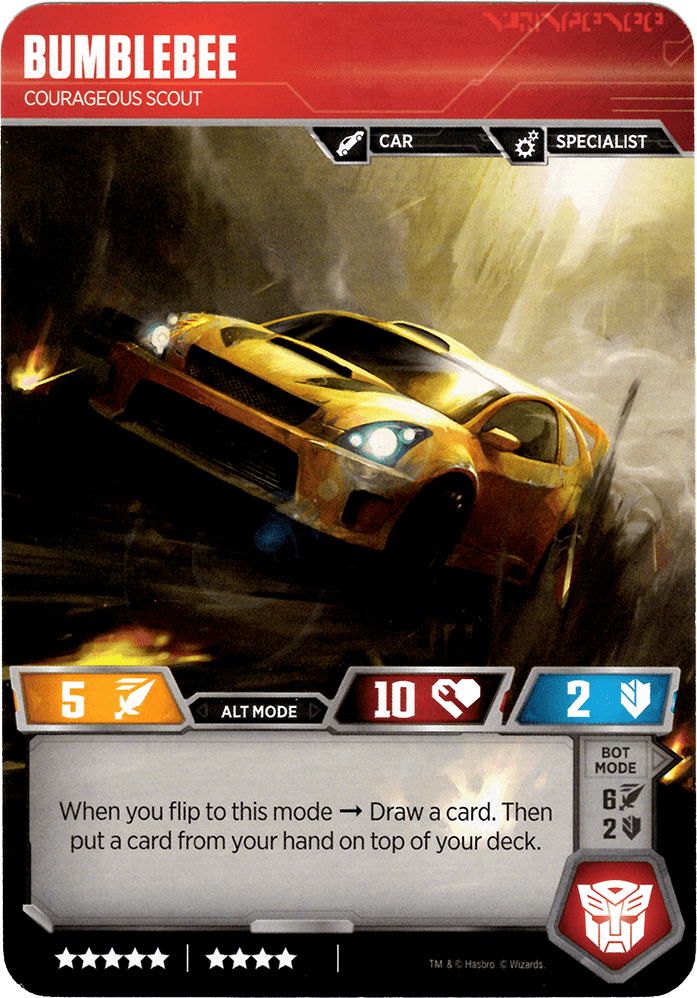 BUMBLEBEE
COURAGEOUS SCOUT
CAR
SPECIALIST
5
ALT MODE
10
2
When you flip to this mode → Draw a card. Then
put a card from your hand on top of your deck.
BOT
MODE
6
2
TM & © Hasbro © Wizards.